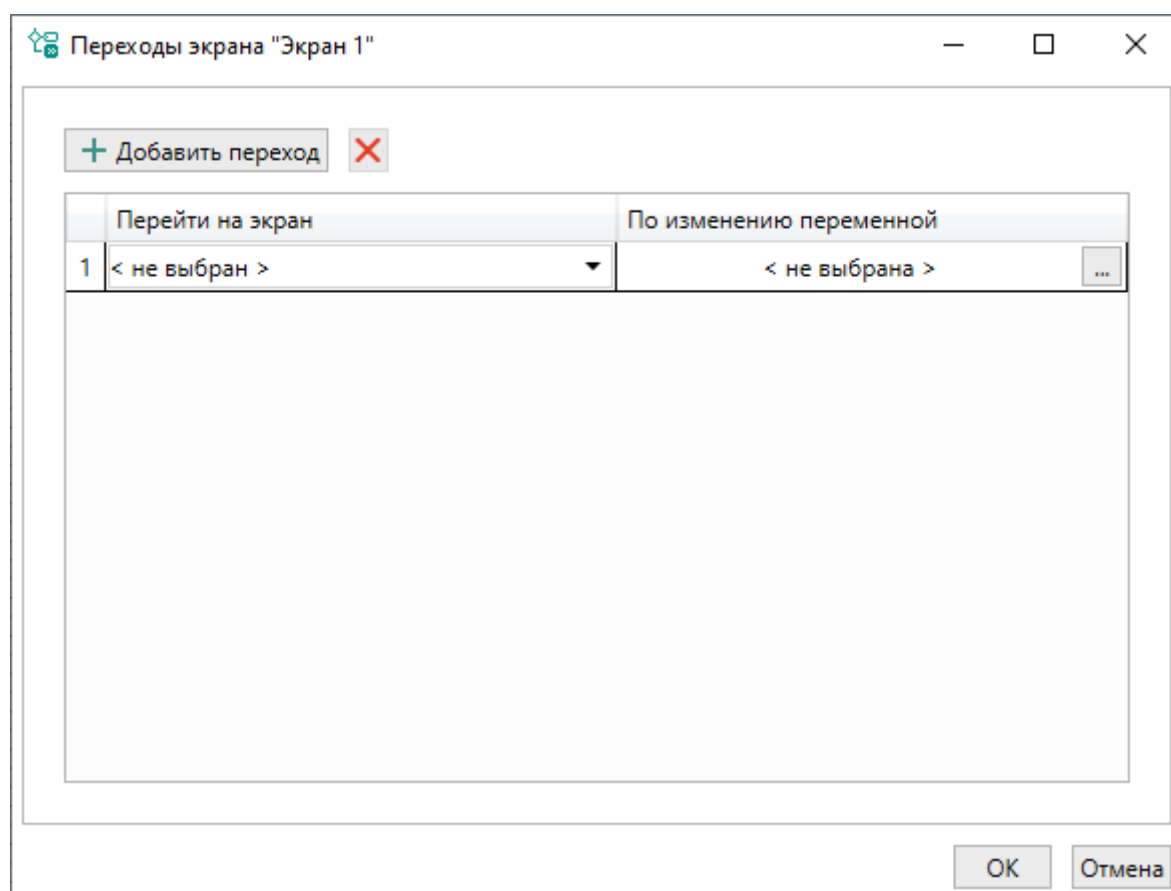 Переходы экрана "Экран 1"
Добавить переход
Перейти на экран По изменению переменной
1 < не выбран > < не выбрана > ...
OK Отмена